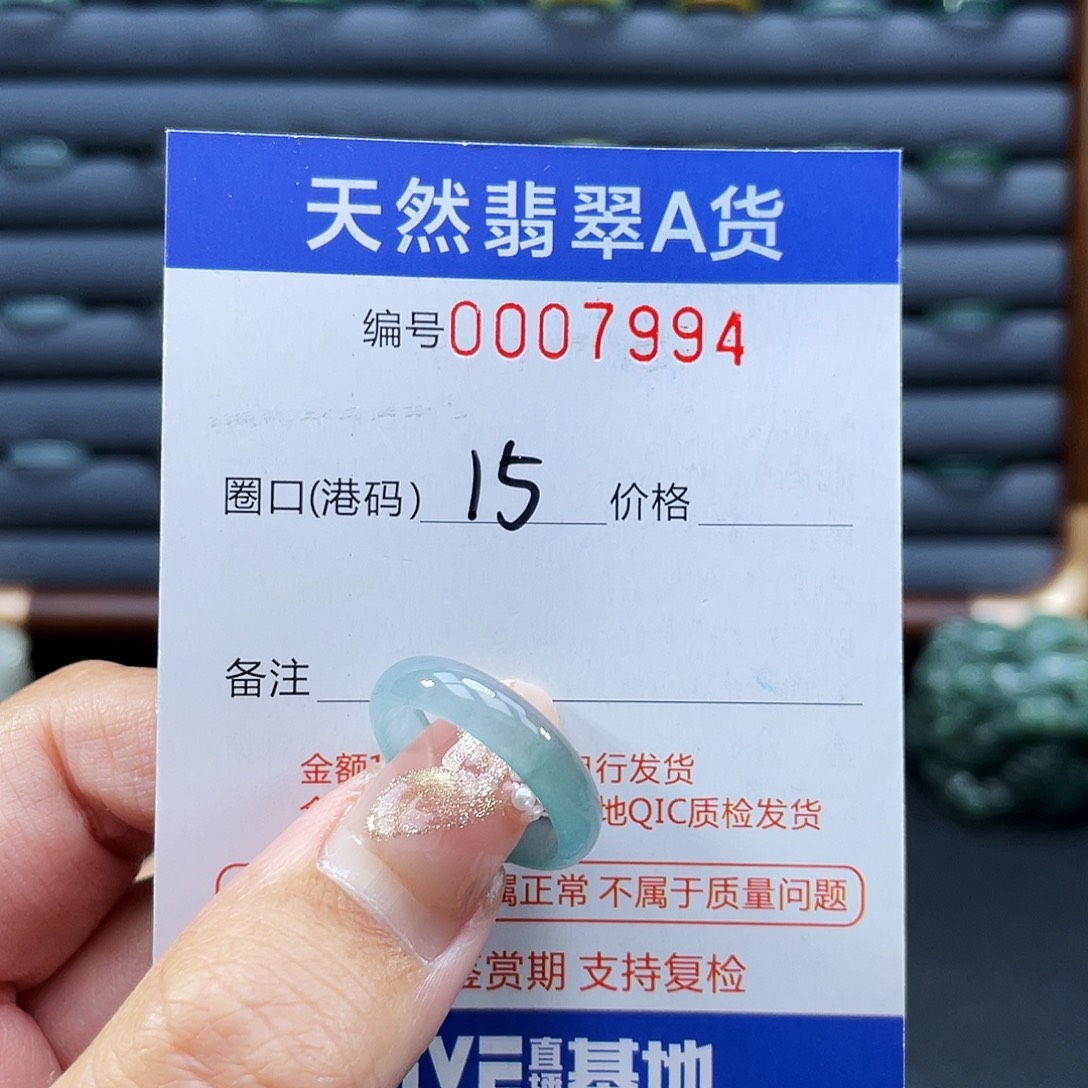 天然翡翠A货
编号0007994
圈口(港码) 15 价格
备注
金额 行发货
地QIC质检发货
属正常 不属于质量问题
赏期 支持复检
直播基地